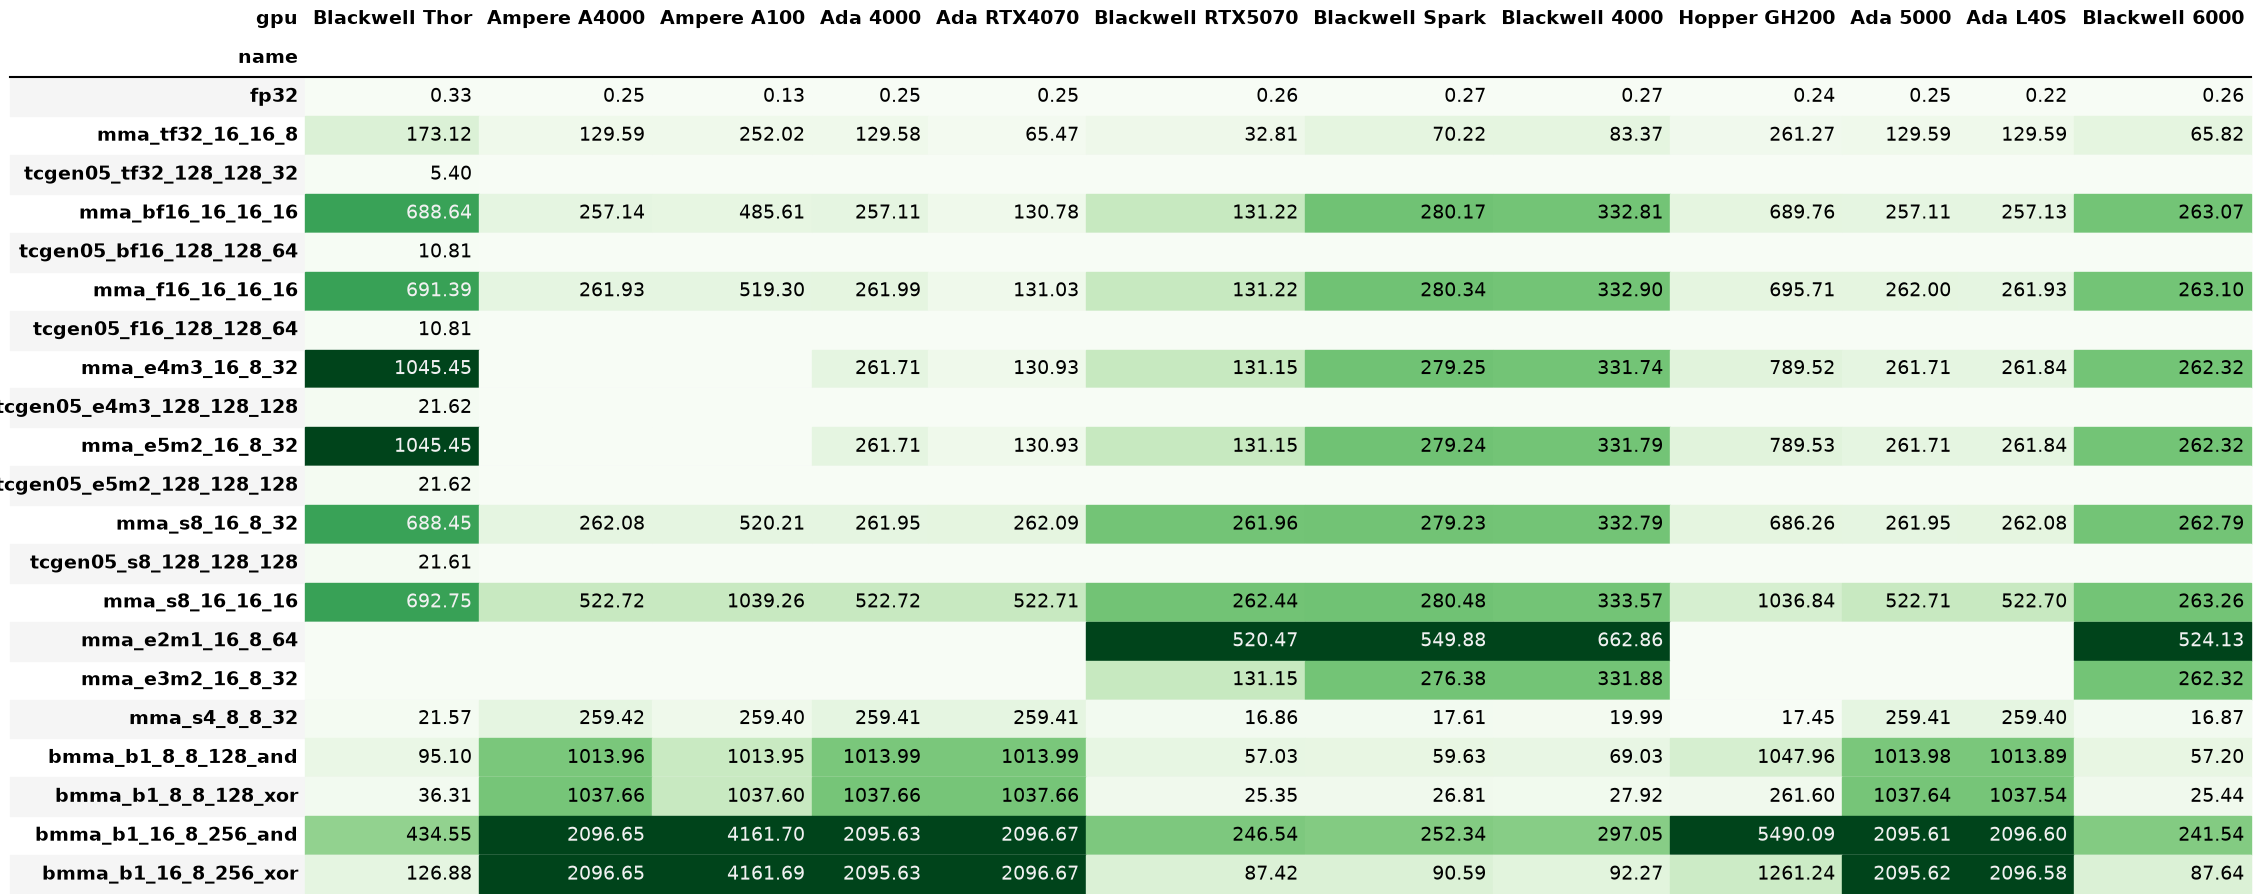 gpu Blackwell Thor Ampere A4000 Ampere A100 Ada 4000 Ada RTX4070 Blackwell RTX5070 Blackwell Spark Blackwell 4000 Hopper GH200 Ada 5000 Ada L40S Blackwell 6000
name
fp32 0.33 0.25 0.13 0.25 0.25 0.26 0.27 0.27 0.24 0.25 0.22 0.26
mma_tf32_16_16_8 173.12 129.59 252.02 129.58 65.47 32.81 70.22 83.37 261.27 129.59 129.59 65.82
tcgen05_tf32_128_128_32 5.40
mma_bf16_16_16_16 688.64 257.14 485.61 257.11 130.78 131.22 280.17 332.81 689.76 257.11 257.13 263.07
tcgen05_bf16_128_128_64 10.81
mma_f16_16_16_16 691.39 261.93 519.30 261.99 131.03 131.22 280.34 332.90 695.71 262.00 261.93 263.10
tcgen05_f16_128_128_64 10.81
mma_e4m3_16_8_32 1045.45 261.71 130.93 131.15 279.25 331.74 789.52 261.71 261.84 262.32
tcgen05_e4m3_128_128_128 21.62
mma_e5m2_16_8_32 1045.45 261.71 130.93 131.15 279.24 331.79 789.53 261.71 261.84 262.32
tcgen05_e5m2_128_128_128 21.62
mma_s8_16_8_32 688.45 262.08 520.21 261.95 262.09 261.96 279.23 332.79 686.26 261.95 262.08 262.79
tcgen05_s8_128_128_128 21.61
mma_s8_16_16_16 692.75 522.72 1039.26 522.72 522.71 262.44 280.48 333.57 1036.84 522.71 522.70 263.26
mma_e2m1_16_8_64 520.47 549.88 662.86 524.13
mma_e3m2_16_8_32 131.15 276.38 331.88 262.32
mma_s4_8_8_32 21.57 259.42 259.40 259.41 259.41 16.86 17.61 19.99 17.45 259.41 259.40 16.87
bmma_b1_8_8_128_and 95.10 1013.96 1013.95 1013.99 1013.99 57.03 59.63 69.03 1047.96 1013.98 1013.89 57.20
bmma_b1_8_8_128_xor 36.31 1037.66 1037.60 1037.66 1037.66 25.35 26.81 27.92 261.60 1037.64 1037.54 25.44
bmma_b1_16_8_256_and 434.55 2096.65 4161.70 2095.63 2096.67 246.54 252.34 297.05 5490.09 2095.61 2096.60 241.54
bmma_b1_16_8_256_xor 126.88 2096.65 4161.69 2095.63 2096.67 87.42 90.59 92.27 1261.24 2095.62 2096.58 87.64